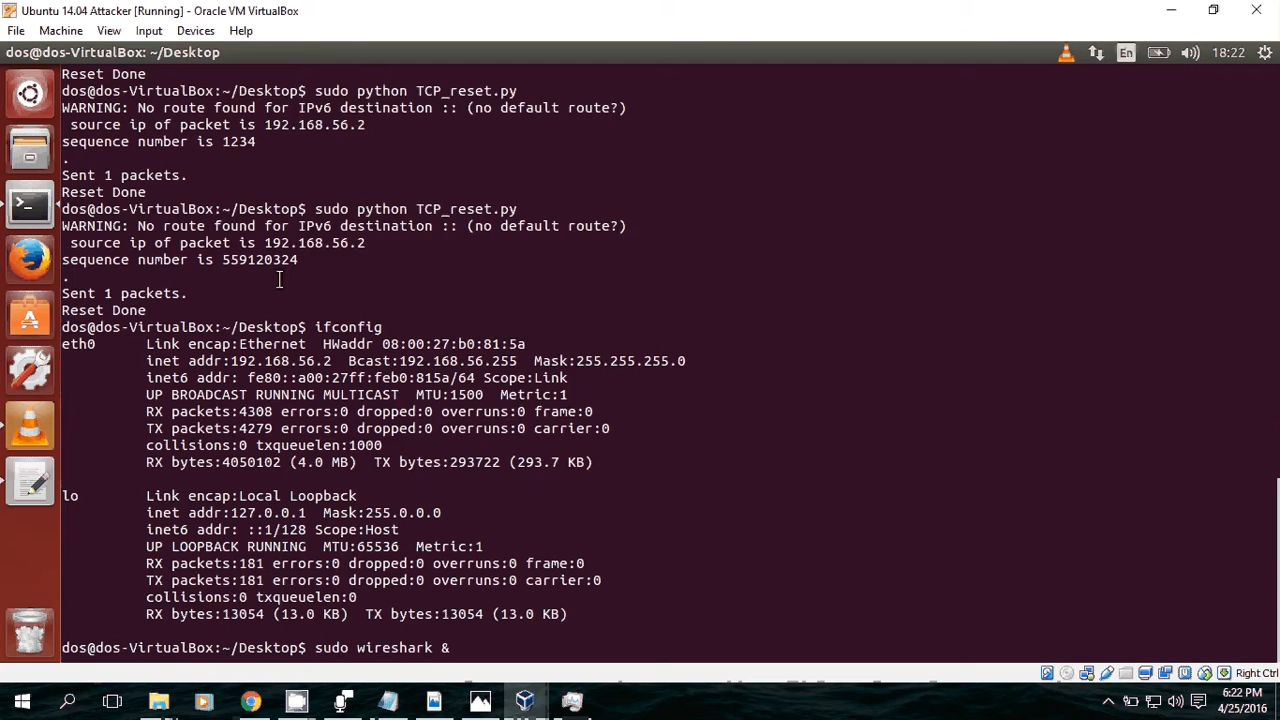 Ubuntu 14.04 Attacker [Running] - Oracle VM VirtualBox
File Machine View Input Devices Help
dos@dos-VirtualBox: ~/Desktop
En
18:22
Reset Done
dos@dos-VirtualBox:~/Desktop$ sudo python TCP_reset.py
WARNING: No route found for IPv6 destination :: (no default route?)
source ip of packet is 192.168.56.2
sequence number is 1234
.
Sent 1 packets.
Reset Done
dos@dos-VirtualBox:~/Desktop$ sudo python TCP_reset.py
WARNING: No route found for IPv6 destination :: (no default route?)
source ip of packet is 192.168.56.2
sequence number is 559120324
.
Sent 1 packets.
Reset Done
dos@dos-VirtualBox:~/Desktop$ ifconfig
eth0 Link encap:Ethernet HWaddr 08:00:27:b0:81:5a
inet addr:192.168.56.2 Bcast:192.168.56.255 Mask:255.255.255.0
inet6 addr: fe80::a00:27ff:feb0:815a/64 Scope:Link
UP BROADCAST RUNNING MULTICAST MTU:1500 Metric:1
RX packets:4308 errors:0 dropped:0 overruns:0 frame:0
TX packets:4279 errors:0 dropped:0 overruns:0 carrier:0
collisions:0 txqueuelen:1000
RX bytes:4050102 (4.0 MB) TX bytes:293722 (293.7 KB)
lo Link encap:Local Loopback
inet addr:127.0.0.1 Mask:255.0.0.0
inet6 addr: ::1/128 Scope:Host
UP LOOPBACK RUNNING MTU:65536 Metric:1
RX packets:181 errors:0 dropped:0 overruns:0 frame:0
TX packets:181 errors:0 dropped:0 overruns:0 carrier:0
collisions:0 txqueuelen:0
RX bytes:13054 (13.0 KB) TX bytes:13054 (13.0 KB)
dos@dos-VirtualBox:~/Desktop$ sudo wireshark &
Right Ctrl
6:22 PM
4/25/2016